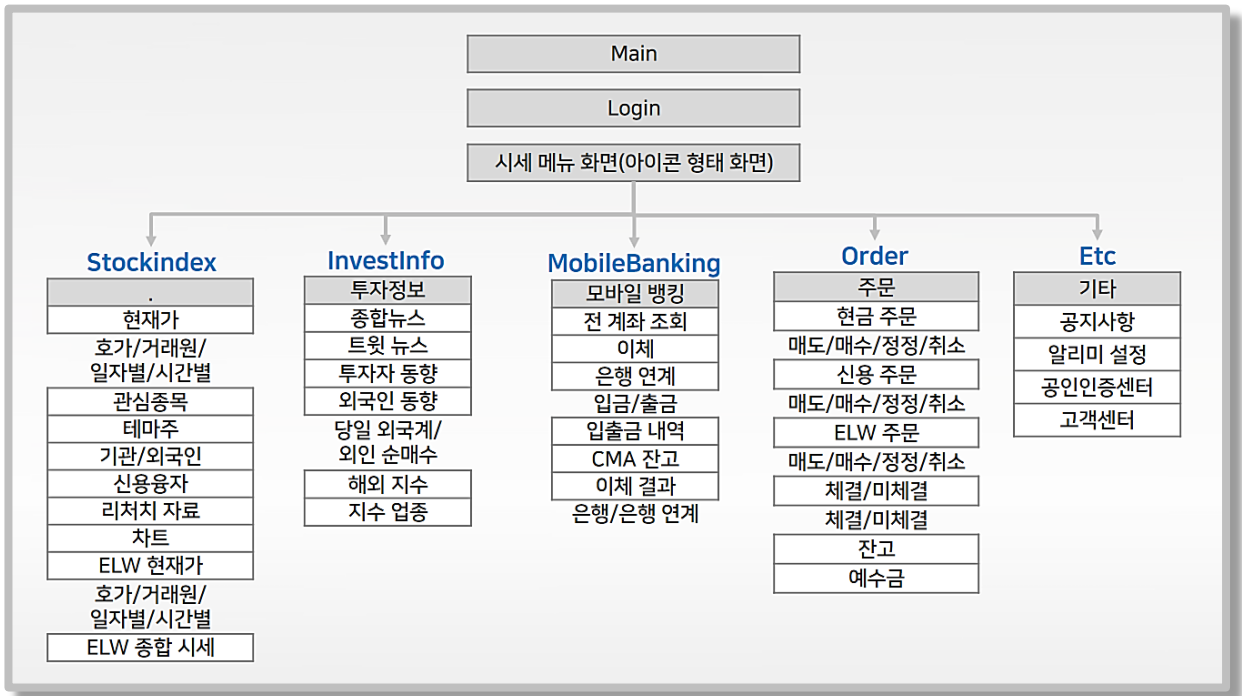 Main
Login
시세 메뉴 화면(아이콘 형태 화면)
Stockindex
.
현재가
호가/거래원/
일자별/시간별
관심종목
테마주
기관/외국인
신용융자
리처치 자료
차트
ELW 현재가
호가/거래원/
일자별/시간별
ELW 종합 시세
InvestInfo
투자정보
종합뉴스
트윗 뉴스
투자자 동향
외국인 동향
당일 외국계/
외인 순매수
해외 지수
지수 업종
MobileBanking
모바일 뱅킹
전 계좌 조회
이체
은행 연계
입금/출금
입출금 내역
CMA 잔고
이체 결과
은행/은행 연계
Order
주문
현금 주문
매도/매수/정정/취소
신용 주문
매도/매수/정정/취소
ELW 주문
매도/매수/정정/취소
체결/미체결
체결/미체결
잔고
예수금
Etc
기타
공지사항
알리미 설정
공인인증센터
고객센터